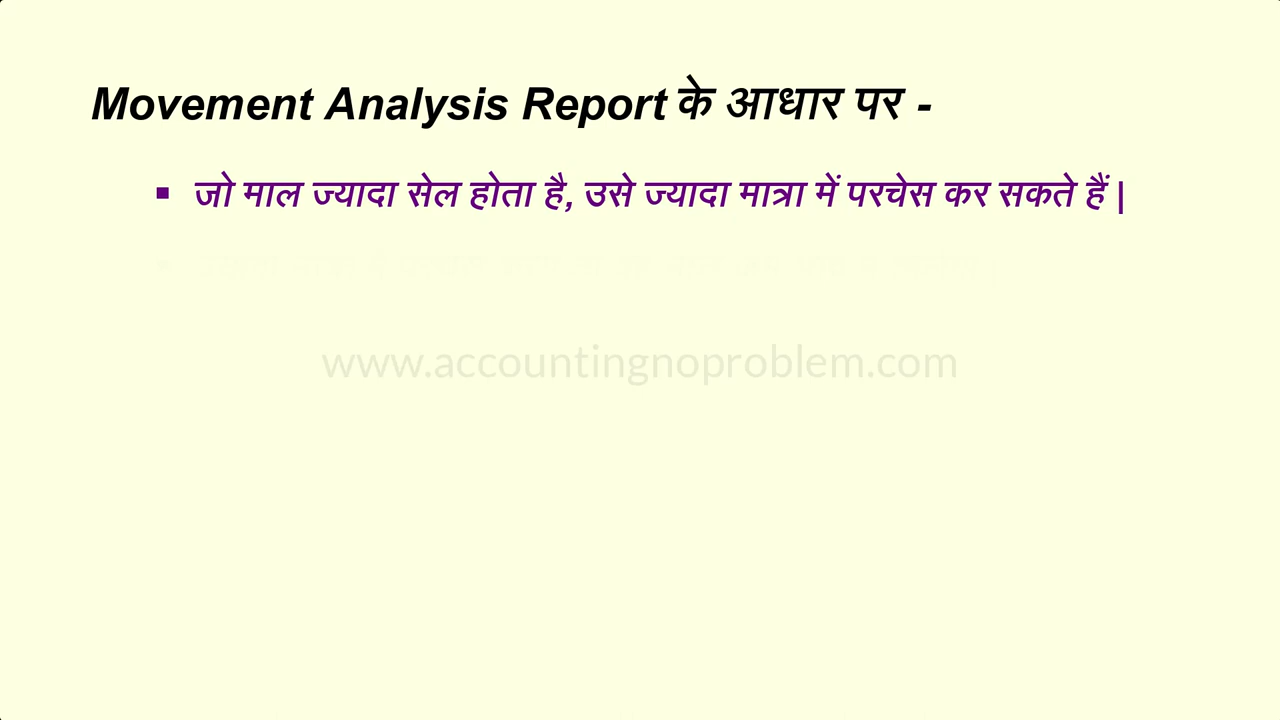 Movement Analysis Report के आधार पर -
▪ जो माल ज्यादा सेल होता है, उसे ज्यादा मात्रा में परचेस कर सकते हैं |
www.accountingnoproblem.com